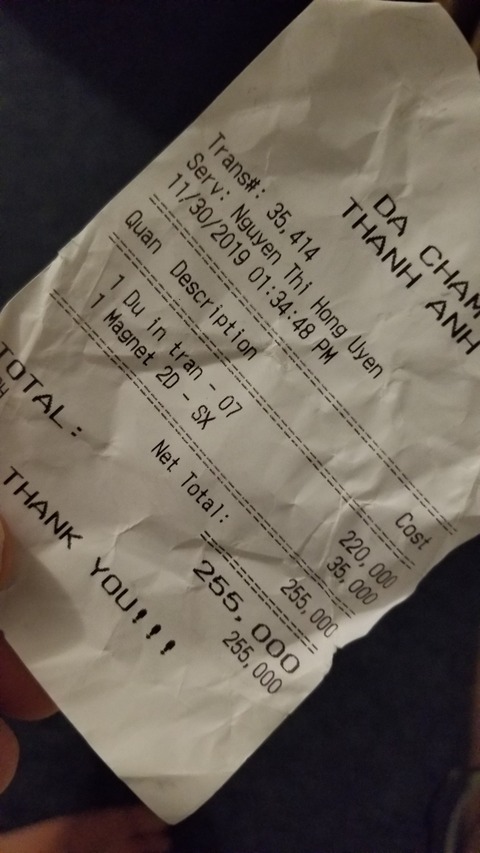 DA CHAM
THANH ANH
Trans#: 35,414
Serv: Nguyen Thi Hong Uyen
11/30/2019 01:34:48 PM
Quan Description Cost
1 Du in tran - 07 220,000
1 Magnet 2D - SX 35,000
Net Total: 255,000
TOTAL: 255,000
255,000
THANK YOU!!!